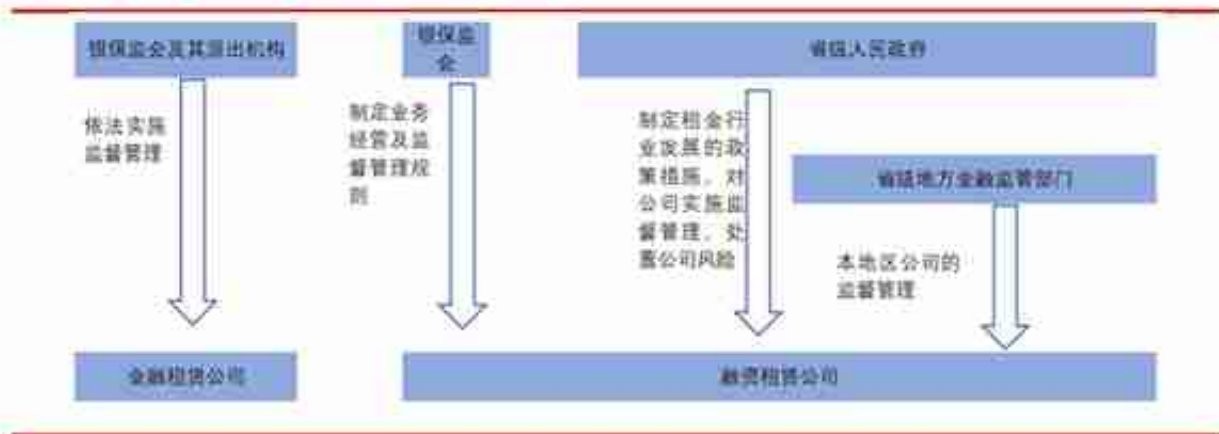 银保监会及其派出机构
银保监
会
省级人民政府
依法实施
监督管理
制定业务
经营及监
督管理规
则
制定租金行
业发展的政
策措施，对
公司实施监
督管理，处
置公司风险
省级地方金融监管部门
本地区公司的
监督管理
金融租赁公司
融资租赁公司